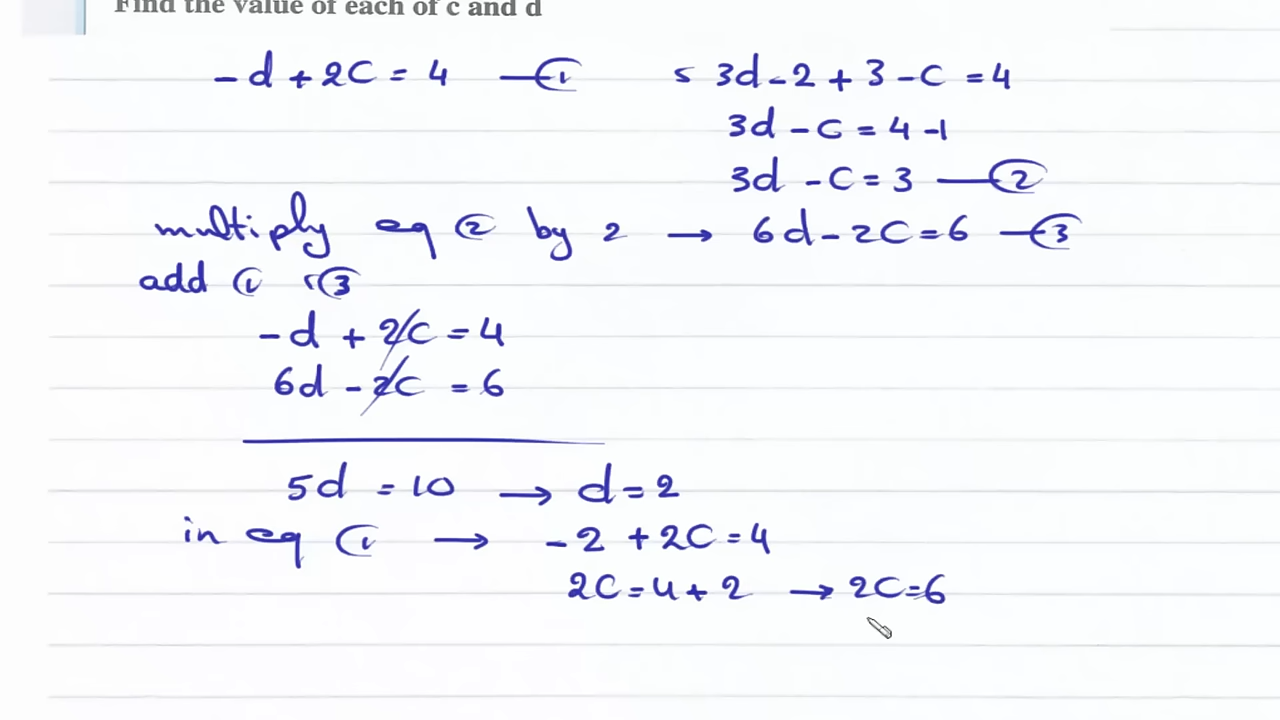 Find the value of each of c and d
-d + 2C = 4 —①
s 3d - 2 + 3 - C = 4
3d - C = 4 - 1
3d - C = 3 —②
multiply eq ② by 2 → 6d - 2C = 6 —③
add ① , ③
-d + 2C = 4
6d - 2C = 6
5d = 10 → d = 2
in eq ① → -2 + 2C = 4
2C = 4 + 2 → 2C = 6